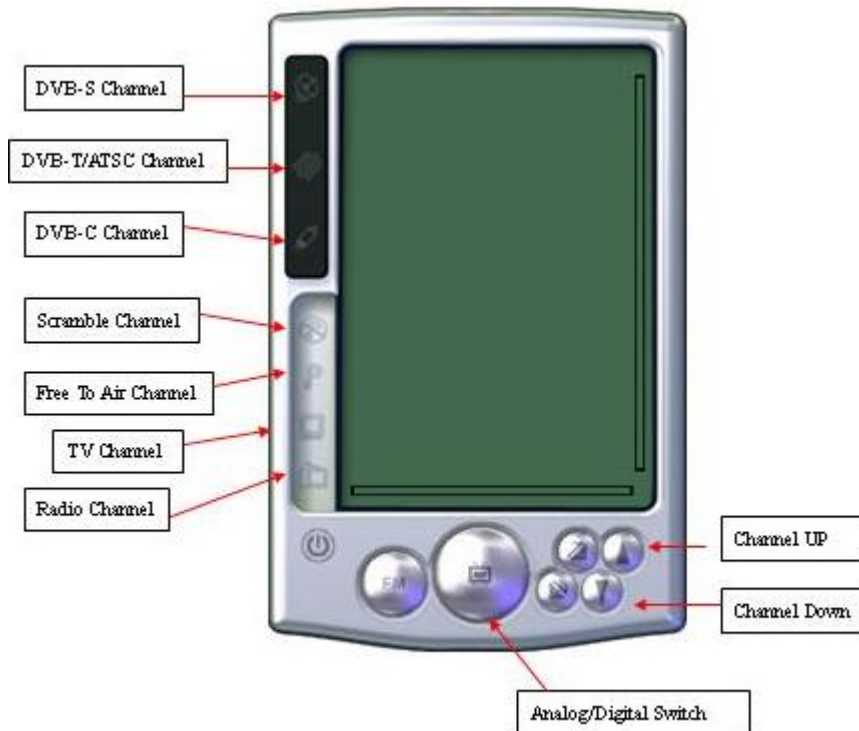 DVB-S Channel
DVB-T/ATSC Channel
DVB-C Channel
Scramble Channel
Free To Air Channel
TV Channel
Radio Channel
FM
Channel UP
Channel Down
Analog/Digital Switch